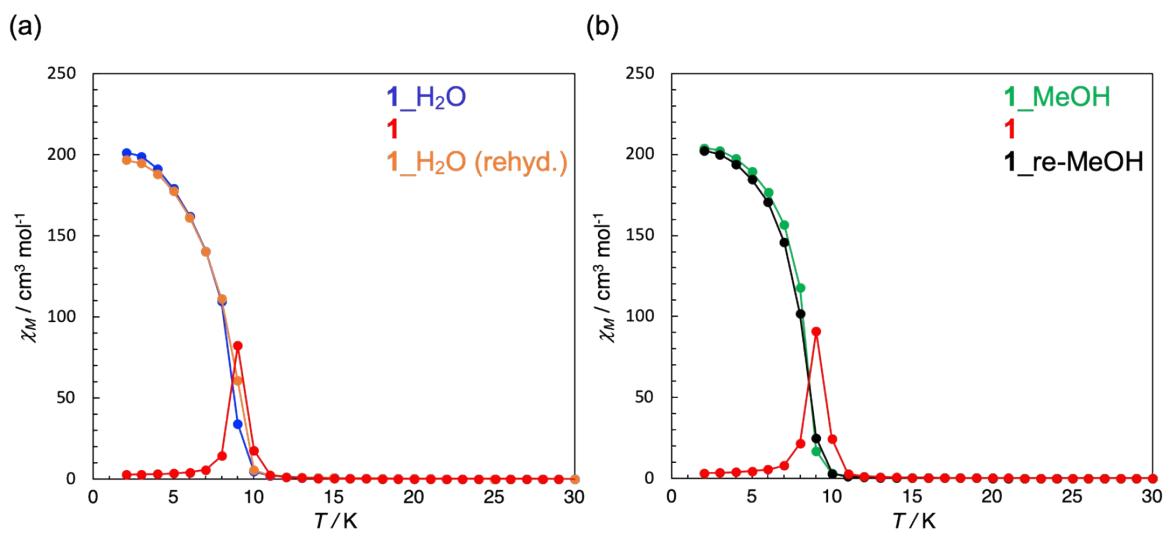 (a)
250
200
150
100
50
0
0 5 10 15 20 25 30
χM / cm³ mol⁻¹
T / K
1_H₂O
1
1_H₂O (rehyd.)
(b)
250
200
150
100
50
0
0 5 10 15 20 25 30
χM / cm³ mol⁻¹
T / K
1_MeOH
1
1_re-MeOH